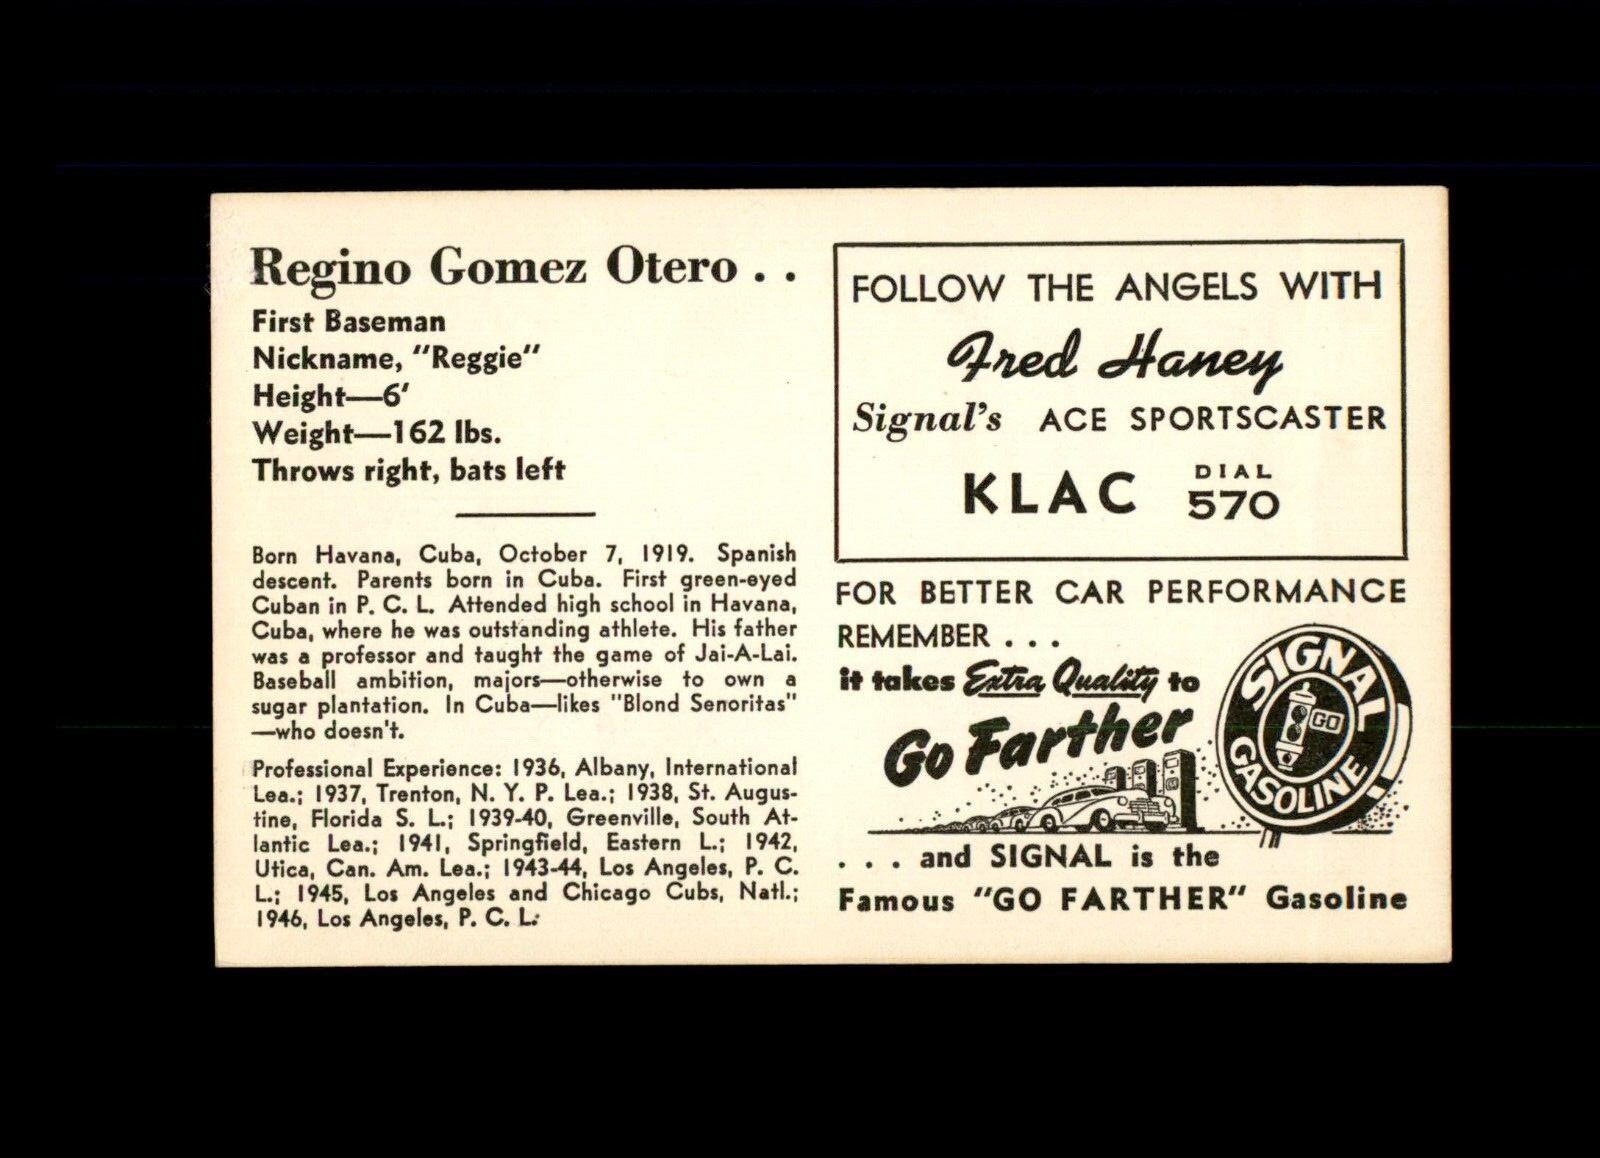 Regino Gomez Otero . .
First Baseman
Nickname, "Reggie"
Height—6'
Weight—162 lbs.
Throws right, bats left
Born Havana, Cuba, October 7, 1919. Spanish
descent. Parents born in Cuba. First green-eyed
Cuban in P. C. L. Attended high school in Havana,
Cuba, where he was outstanding athlete. His father
was a professor and taught the game of Jai-A-Lai.
Baseball ambition, majors—otherwise to own a
sugar plantation. In Cuba—likes "Blond Senoritas"
—who doesn't.
Professional Experience: 1936, Albany, International
Lea.; 1937, Trenton, N. Y. P. Lea.; 1938, St. Augus-
tine, Florida S. L.; 1939-40, Greenville, South At-
lantic Lea.; 1941, Springfield, Eastern L.; 1942,
Utica, Can. Am. Lea.; 1943-44, Los Angeles, P. C.
L.; 1945, Los Angeles and Chicago Cubs, Natl.;
1946, Los Angeles, P. C. L.
FOLLOW THE ANGELS WITH
Fred Haney
Signal's ACE SPORTSCASTER
KLAC DIAL
570
FOR BETTER CAR PERFORMANCE
REMEMBER . . .
it takes Extra Quality to
Go Farther
SIGNAL
GO
GASOLINE
. . . and SIGNAL is the
Famous "GO FARTHER" Gasoline